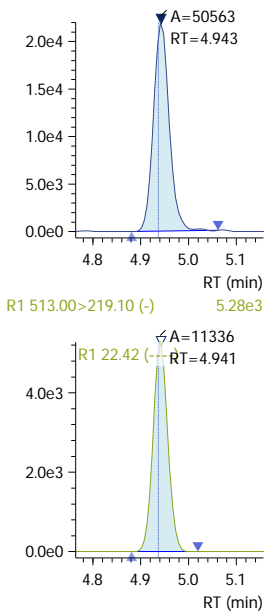 A=50563
2.0e4
RT=4.943
1.5e4
1.0e4
5.0e3
0.0e0
4.8 4.9 5.0 5.1
RT (min)
R1 513.00>219.10 (-) 5.28e3
A=11336
R1 22.42 (----)
RT=4.941
4.0e3
2.0e3
0.0e0
4.8 4.9 5.0 5.1
RT (min)